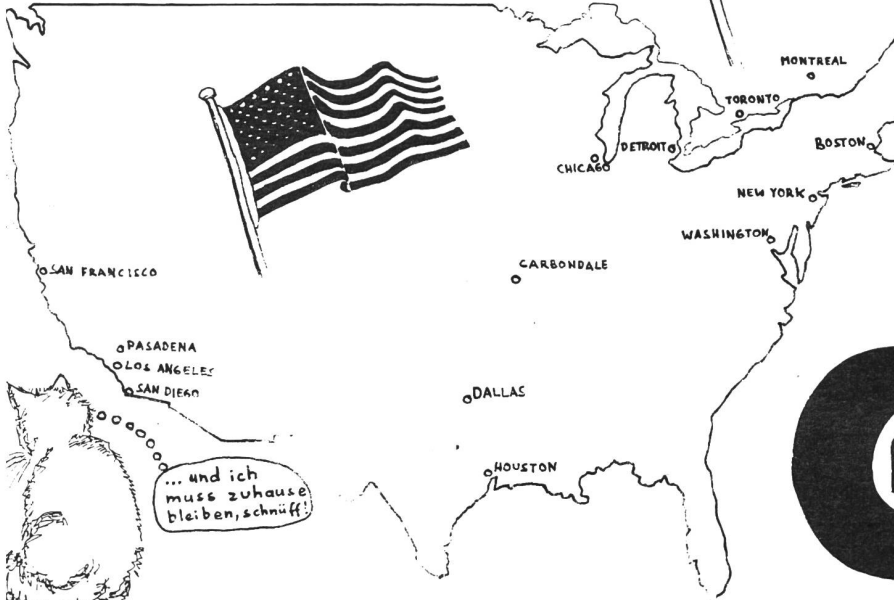 MONTREAL
TORONTO
BOSTON
DETROIT
CHICAGO
NEW YORK
WASHINGTON
CARBONDALE
SAN FRANCISCO
PASADENA
LOS ANGELES
SAN DIEGO
DALLAS
HOUSTON
... und ich
muss zuhause
bleiben, schnüff!